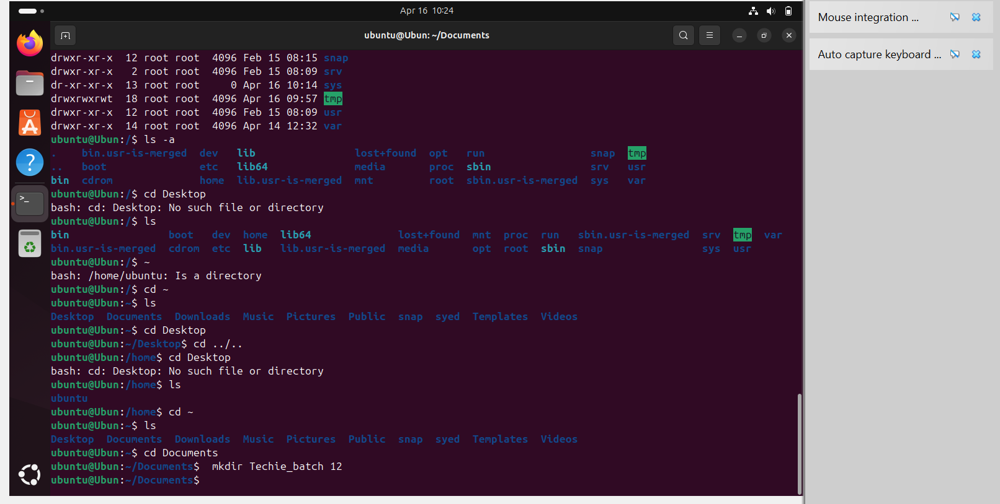 Apr 16 10:24
ubuntu@Ubun: ~/Documents
Mouse integration ...
Auto capture keyboard ...
drwxr-xr-x  12 root root  4096 Feb 15 08:15 snap
drwxr-xr-x   2 root root  4096 Feb 15 08:09 srv
dr-xr-xr-x  13 root root     0 Apr 16 10:14 sys
drwxrwxrwt  18 root root  4096 Apr 16 09:57 tmp
drwxr-xr-x  12 root root  4096 Feb 15 08:09 usr
drwxr-xr-x  14 root root  4096 Apr 14 12:32 var
ubuntu@Ubun:/$ ls -a
.    bin.usr-is-merged  dev   lib                lost+found  opt   run                 snap  tmp
..   boot               etc   lib64              media       proc  sbin                srv   usr
bin  cdrom              home  lib.usr-is-merged  mnt         root  sbin.usr-is-merged  sys   var
ubuntu@Ubun:/$ cd Desktop
bash: cd: Desktop: No such file or directory
ubuntu@Ubun:/$ ls
bin                boot   dev  home  lib64              lost+found  mnt  proc  run   sbin.usr-is-merged  srv  tmp  var
bin.usr-is-merged  cdrom  etc  lib   lib.usr-is-merged  media       opt  root  sbin  snap                sys  usr
ubuntu@Ubun:/$ ~
bash: /home/ubuntu: Is a directory
ubuntu@Ubun:/$ cd ~
ubuntu@Ubun:~$ ls
Desktop  Documents  Downloads  Music  Pictures  Public  snap  syed  Templates  Videos
ubuntu@Ubun:~$ cd Desktop
ubuntu@Ubun:~/Desktop$ cd ../..
ubuntu@Ubun:/home$ cd Desktop
bash: cd: Desktop: No such file or directory
ubuntu@Ubun:/home$ ls
ubuntu
ubuntu@Ubun:/home$ cd ~
ubuntu@Ubun:~$ ls
Desktop  Documents  Downloads  Music  Pictures  Public  snap  syed  Templates  Videos
ubuntu@Ubun:~$ cd Documents
ubuntu@Ubun:~/Documents$  mkdir Techie_batch 12
ubuntu@Ubun:~/Documents$